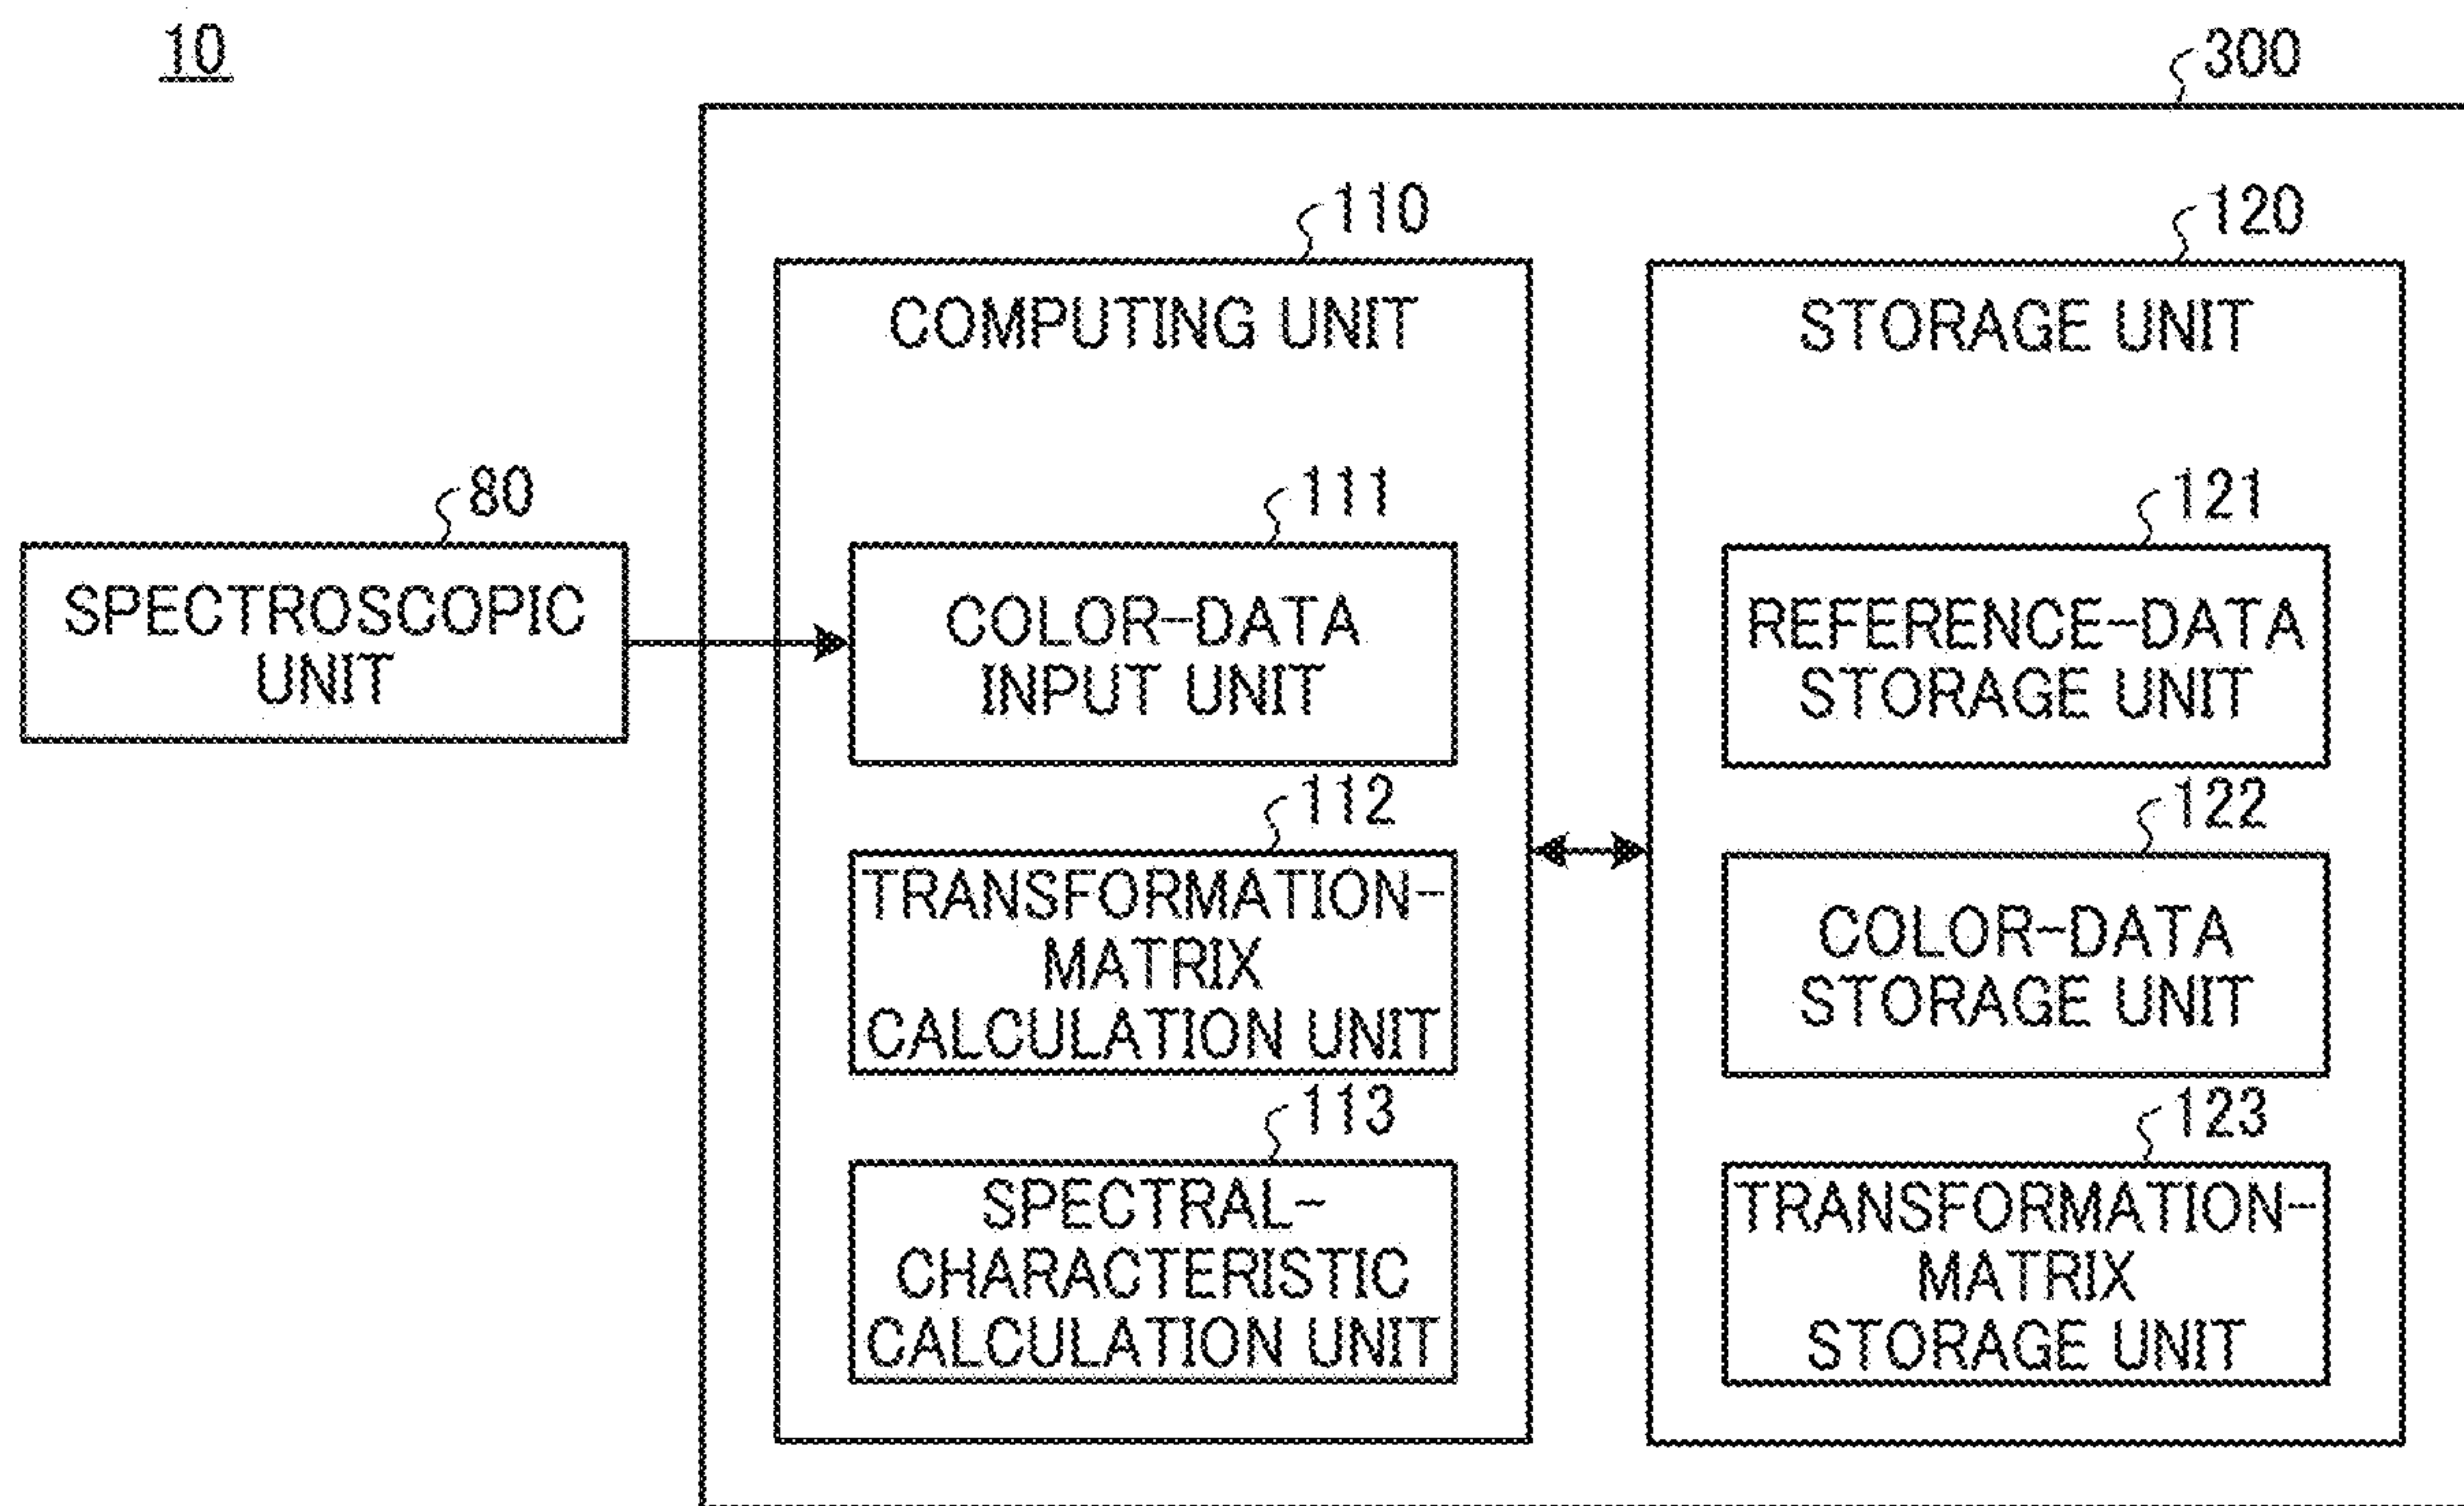 10
300
110
120
COMPUTING UNIT
STORAGE UNIT
80
111
121
SPECTROSCOPIC
UNIT
COLOR-DATA
INPUT UNIT
REFERENCE-DATA
STORAGE UNIT
112
122
TRANSFORMATION-
MATRIX
CALCULATION UNIT
COLOR-DATA
STORAGE UNIT
113
123
SPECTRAL-
CHARACTERISTIC
CALCULATION UNIT
TRANSFORMATION-
MATRIX
STORAGE UNIT